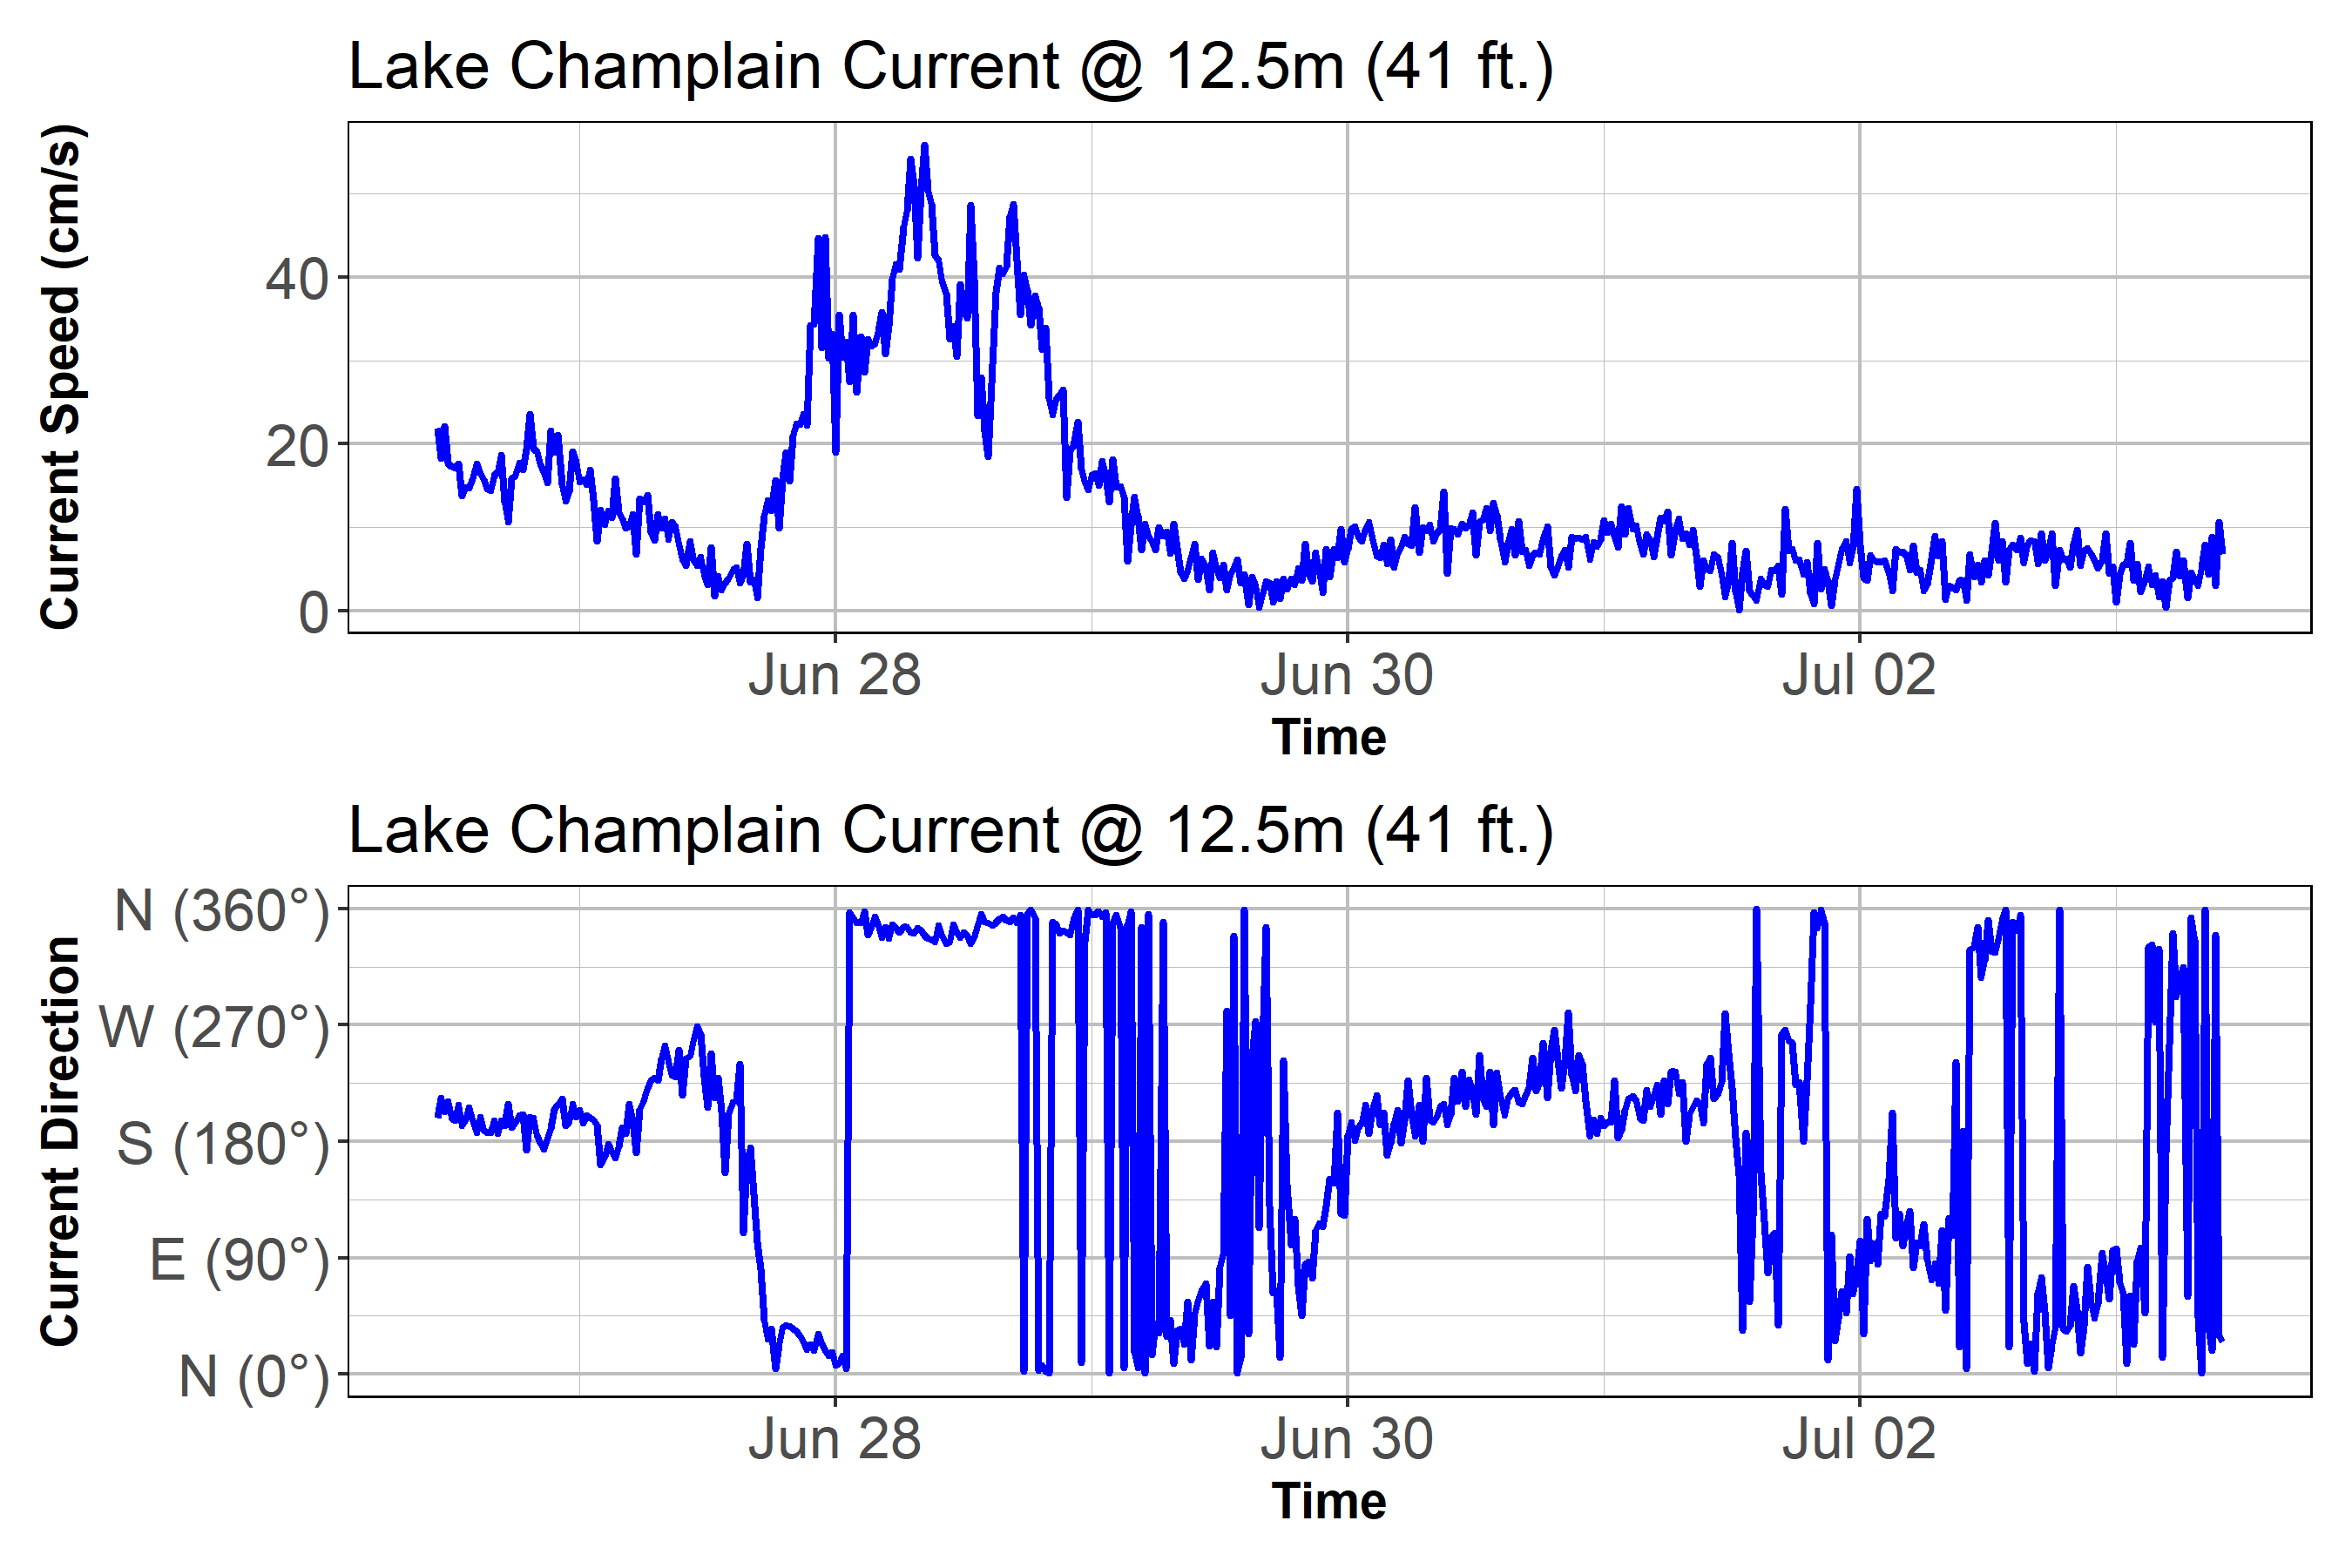 Lake Champlain Current @ 12.5m (41 ft.)
Current Speed (cm/s)
40
20
0
Jun 28
Jun 30
Jul 02
Time
Lake Champlain Current @ 12.5m (41 ft.)
Current Direction
N (360°)
W (270°)
S (180°)
E (90°)
N (0°)
Jun 28
Jun 30
Jul 02
Time